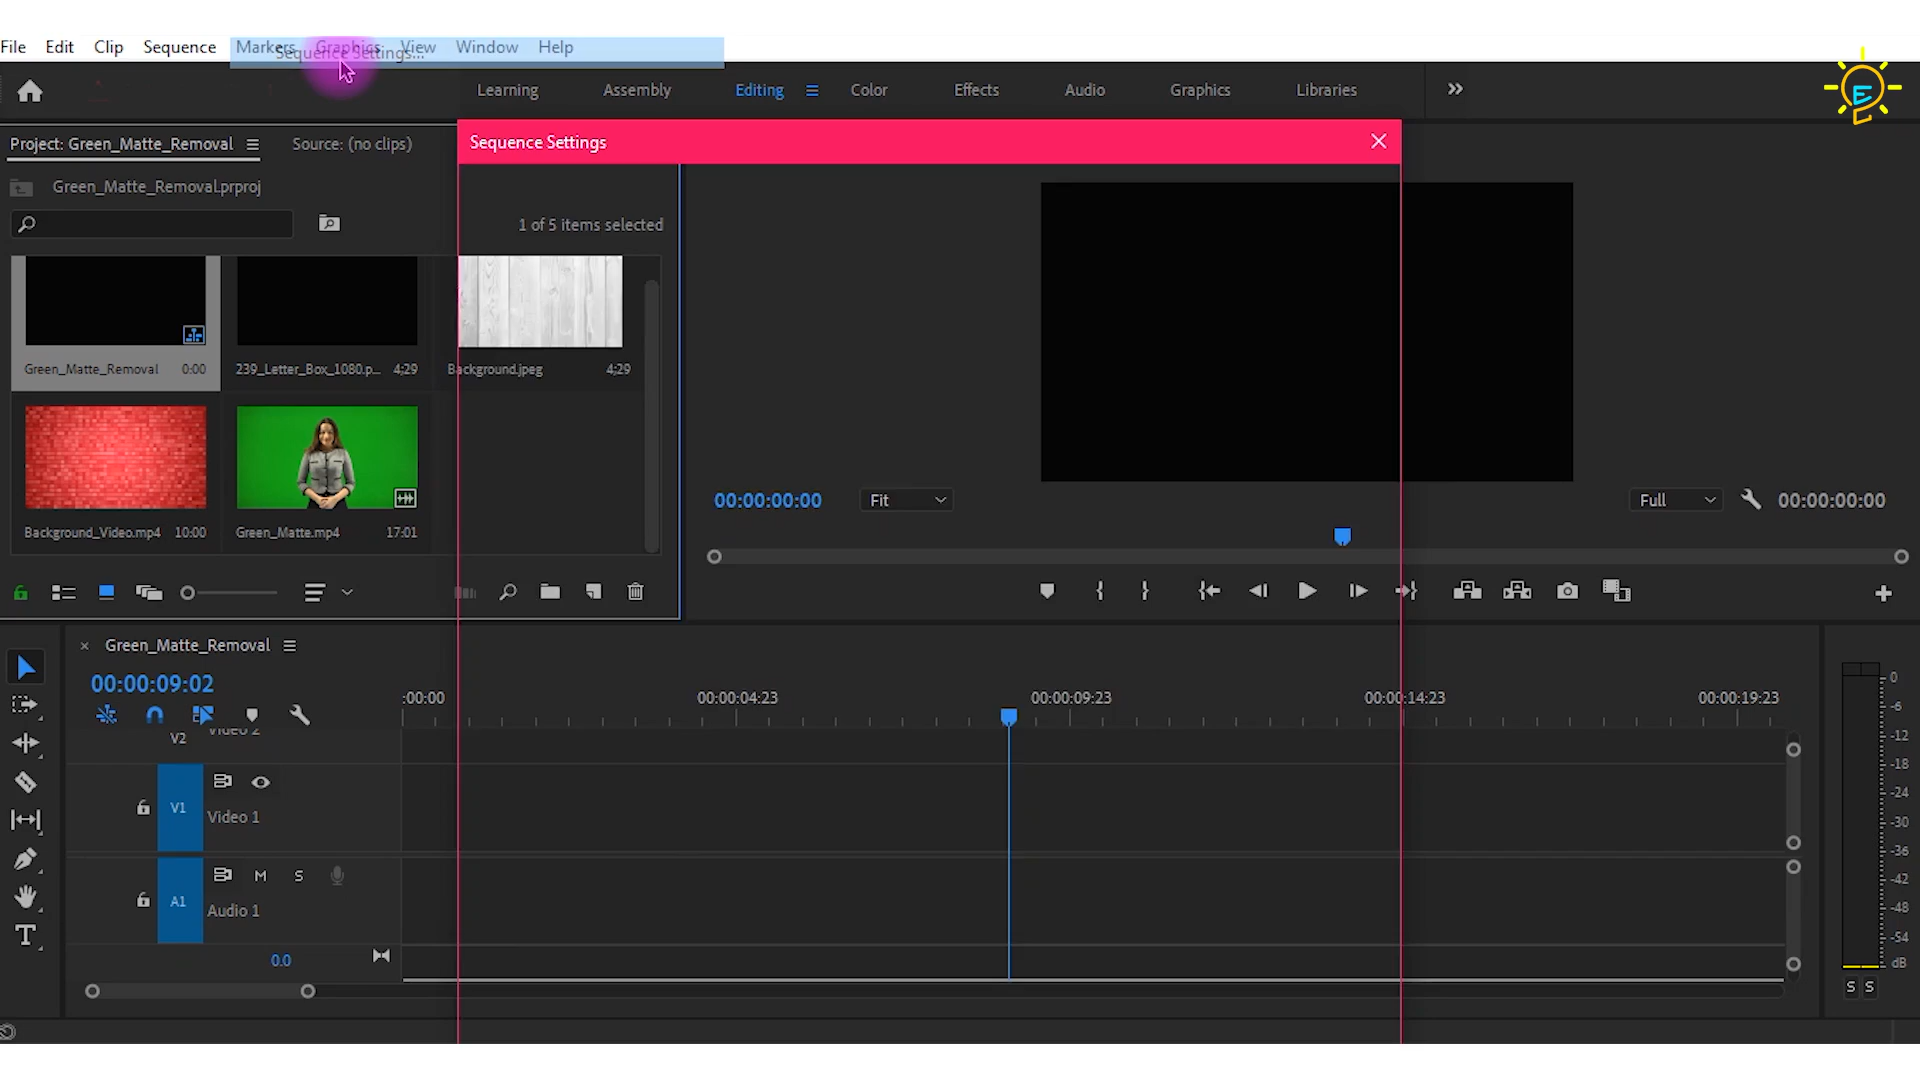 File Edit Clip Sequence Markers Graphics View Window Help
Sequence Settings...
Learning Assembly Editing Color Effects Audio Graphics Libraries
E
Project: Green_Matte_Removal Source: (no clips)
Sequence Settings
Green_Matte_Removal.prproj
1 of 5 items selected
Green_Matte_Removal 0:00
239_Letter_Box_1080.p... 4;29
Background.jpeg 4;29
Background_Video.mp4 10:00
Green_Matte.mp4 17:01
00:00:00:00 Fit Full 00:00:00:00
Green_Matte_Removal
00:00:09:02
:00:00 00:00:04:23 00:00:09:23 00:00:14:23 00:00:19:23
V2 Video 2
V1
Video 1
M S
A1
Audio 1
0.0
0
-6
-12
-18
-24
-30
-36
-42
-48
-54
dB
S S